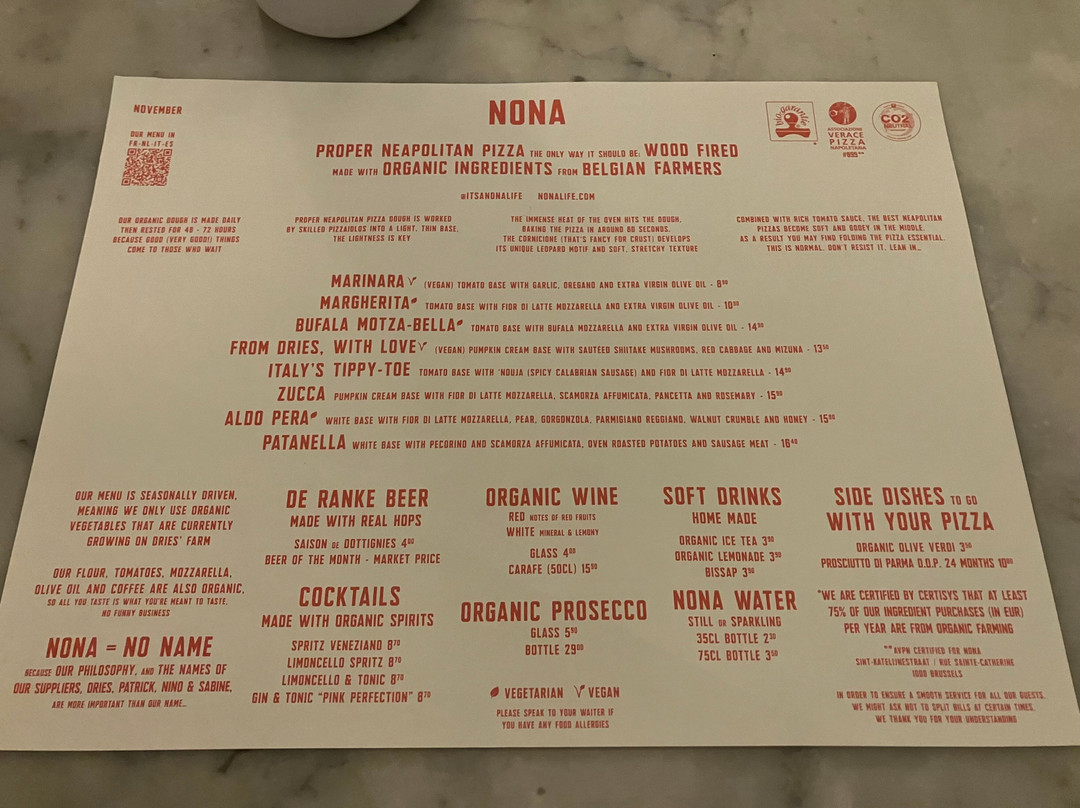 NOVEMBER
OUR MENU IN
FR-NL-IT-ES
NONA
PROPER NEAPOLITAN PIZZA THE ONLY WAY IT SHOULD BE: WOOD FIRED
MADE WITH ORGANIC INGREDIENTS FROM BELGIAN FARMERS
biogarantie
ASSOCIAZIONE
VERACE
PIZZA
NAPOLETANA
CO2
NEUTRAL
@ITSANONALIFE NONALIFE.COM
OUR ORGANIC DOUGH IS MADE DAILY
THEN RESTED FOR 48 - 72 HOURS
BECAUSE GOOD (VERY GOOD!) THINGS
COME TO THOSE WHO WAIT
PROPER NEAPOLITAN PIZZA DOUGH IS WORKED
BY SKILLED PIZZAIOLOS INTO A LIGHT, THIN BASE.
THE LIGHTNESS IS KEY
THE IMMENSE HEAT OF THE OVEN HITS THE DOUGH,
BAKING THE PIZZA IN AROUND 60 SECONDS.
THE CORNICIONE (THAT'S FANCY FOR CRUST) DEVELOPS
ITS UNIQUE LEOPARD MOTIF AND SOFT, STRETCHY TEXTURE
COMBINED WITH RICH TOMATO SAUCE, THE BEST NEAPOLITAN
PIZZAS BECOME SOFT AND GOOEY IN THE MIDDLE.
AS A RESULT YOU MAY FIND FOLDING THE PIZZA ESSENTIAL.
THIS IS NORMAL. DON'T RESIST IT, LEAN IN...
MARINARA (VEGAN) TOMATO BASE WITH GARLIC, OREGANO AND EXTRA VIRGIN OLIVE OIL - 8
MARGHERITA TOMATO BASE WITH FIOR DI LATTE MOZZARELLA AND EXTRA VIRGIN OLIVE OIL - 10
BUFALA MOTZA-BELLA TOMATO BASE WITH BUFALA MOZZARELLA AND EXTRA VIRGIN OLIVE OIL - 14
FROM DRIES, WITH LOVE (VEGAN) PUMPKIN CREAM BASE WITH SAUTÉED SHIITAKE MUSHROOMS, RED CABBAGE AND MIZUNA - 13
ITALY'S TIPPY-TOE TOMATO BASE WITH 'NDUJA (SPICY CALABRIAN SAUSAGE) AND FIOR DI LATTE MOZZARELLA - 14
ZUCCA PUMPKIN CREAM BASE WITH FIOR DI LATTE MOZZARELLA, SCAMORZA AFFUMICATA, PANCETTA AND ROSEMARY - 15
ALDO PERA WHITE BASE WITH FIOR DI LATTE MOZZARELLA, PEAR, GORGONZOLA, PARMIGIANO REGGIANO, WALNUT CRUMBLE AND HONEY - 15
PATANELLA WHITE BASE WITH PECORINO AND SCAMORZA AFFUMICATA, OVEN ROASTED POTATOES AND SAUSAGE MEAT - 16
OUR MENU IS SEASONALLY DRIVEN,
MEANING WE ONLY USE ORGANIC
VEGETABLES THAT ARE CURRENTLY
GROWING ON DRIES' FARM
OUR FLOUR, TOMATOES, MOZZARELLA,
OLIVE OIL AND COFFEE ARE ALSO ORGANIC,
SO ALL YOU TASTE IS WHAT YOU'RE MEANT TO TASTE.
NO FUNNY BUSINESS
NONA = NO NAME
BECAUSE OUR PHILOSOPHY, AND THE NAMES OF
OUR SUPPLIERS, DRIES, PATRICK, NINO & SABINE,
ARE MORE IMPORTANT THAN OUR NAME...
DE RANKE BEER
MADE WITH REAL HOPS
SAISON DE DOTTIGNIES 4
BEER OF THE MONTH - MARKET PRICE
COCKTAILS
MADE WITH ORGANIC SPIRITS
SPRITZ VENEZIANO 8⁷⁰
LIMONCELLO SPRITZ 8⁷⁰
LIMONCELLO & TONIC 8⁷⁰
GIN & TONIC "PINK PERFECTION" 8⁷⁰
ORGANIC WINE
RED NOTES OF RED FRUITS
WHITE MINERAL & LEMONY
GLASS 4
CARAFE (50CL) 15
ORGANIC PROSECCO
GLASS 5
BOTTLE 29
VEGETARIAN VEGAN
PLEASE SPEAK TO YOUR WAITER IF
YOU HAVE ANY FOOD ALLERGIES
SOFT DRINKS
HOME MADE
ORGANIC ICE TEA 3
ORGANIC LEMONADE 3
BISSAP 3
NONA WATER
STILL OR SPARKLING
35CL BOTTLE 2
75CL BOTTLE 3
SIDE DISHES TO GO
WITH YOUR PIZZA
ORGANIC OLIVE VERDI 3
PROSCIUTTO DI PARMA D.O.P. 24 MONTHS 10
*WE ARE CERTIFIED BY CERTISYS THAT AT LEAST
75% OF OUR INGREDIENT PURCHASES (IN EUR)
PER YEAR ARE FROM ORGANIC FARMING
**AVPN CERTIFIED FOR NONA
SINT-KATELIJNESTRAAT / RUE SAINTE-CATHERINE
1000 BRUSSELS
IN ORDER TO ENSURE A SMOOTH SERVICE FOR ALL OUR GUESTS,
WE MIGHT ASK NOT TO SPLIT BILLS AT CERTAIN TIMES.
WE THANK YOU FOR YOUR UNDERSTANDING